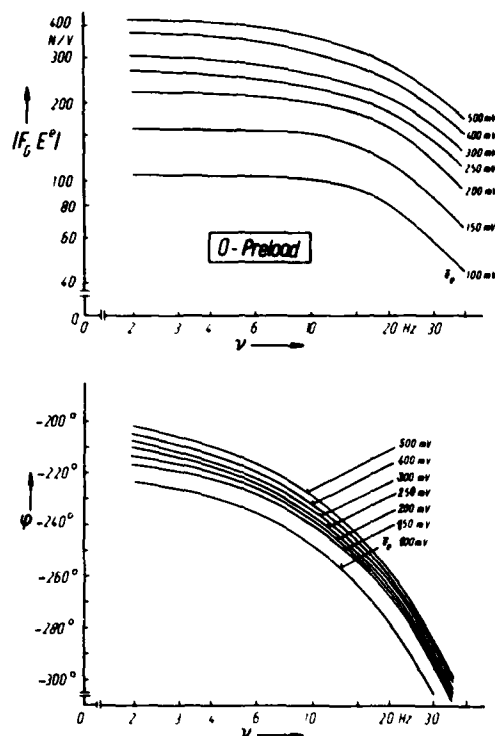 400
N/V
300
200
|F_G E^ρ|
100
80
60
40
0
500 mV
400 mV
300 mV
250 mV
200 mV
150 mV
100 mV
0 - Preload
0 2 3 4 6 10 20 Hz 30
ν
-200°
-220°
-240°
-260°
-280°
-300°
φ
500 mV
400 mV
300 mV
250
200 mV
150 mV
100 mV
0 2 3 4 6 10 20 Hz 30
ν